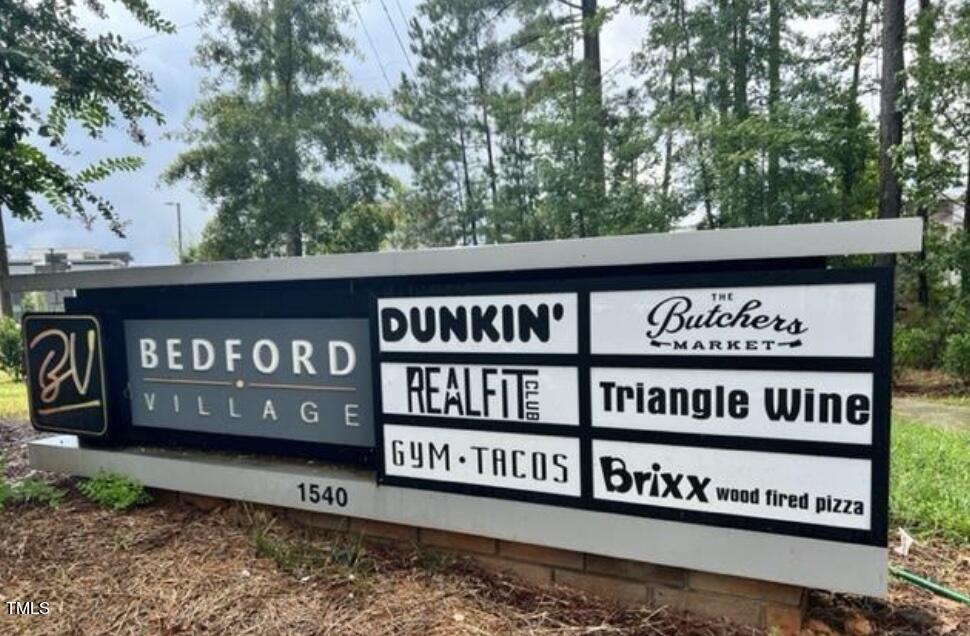 BV
BEDFORD
VILLAGE
1540
DUNKIN'
REALFIT CLUB
GYM • TACOS
THE
Butchers
MARKET
Triangle Wine
Brixx wood fired pizza
TMLS